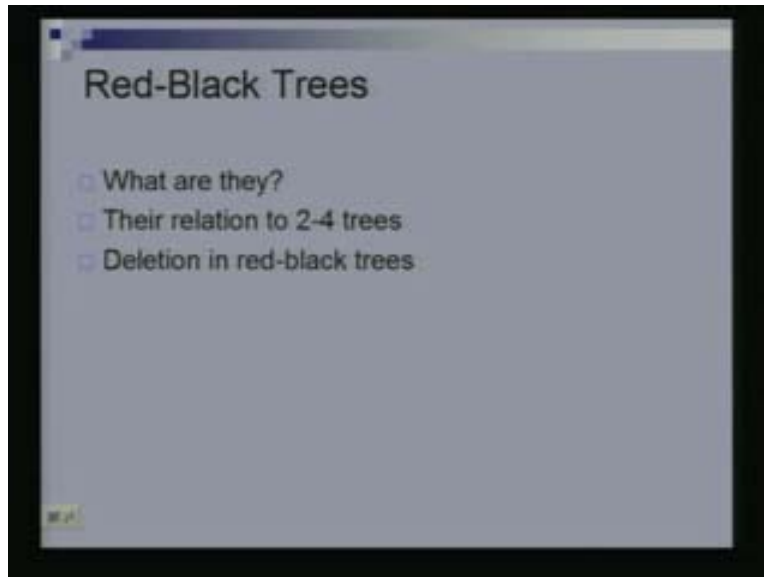 Red-Black Trees
What are they?
Their relation to 2-4 trees
Deletion in red-black trees